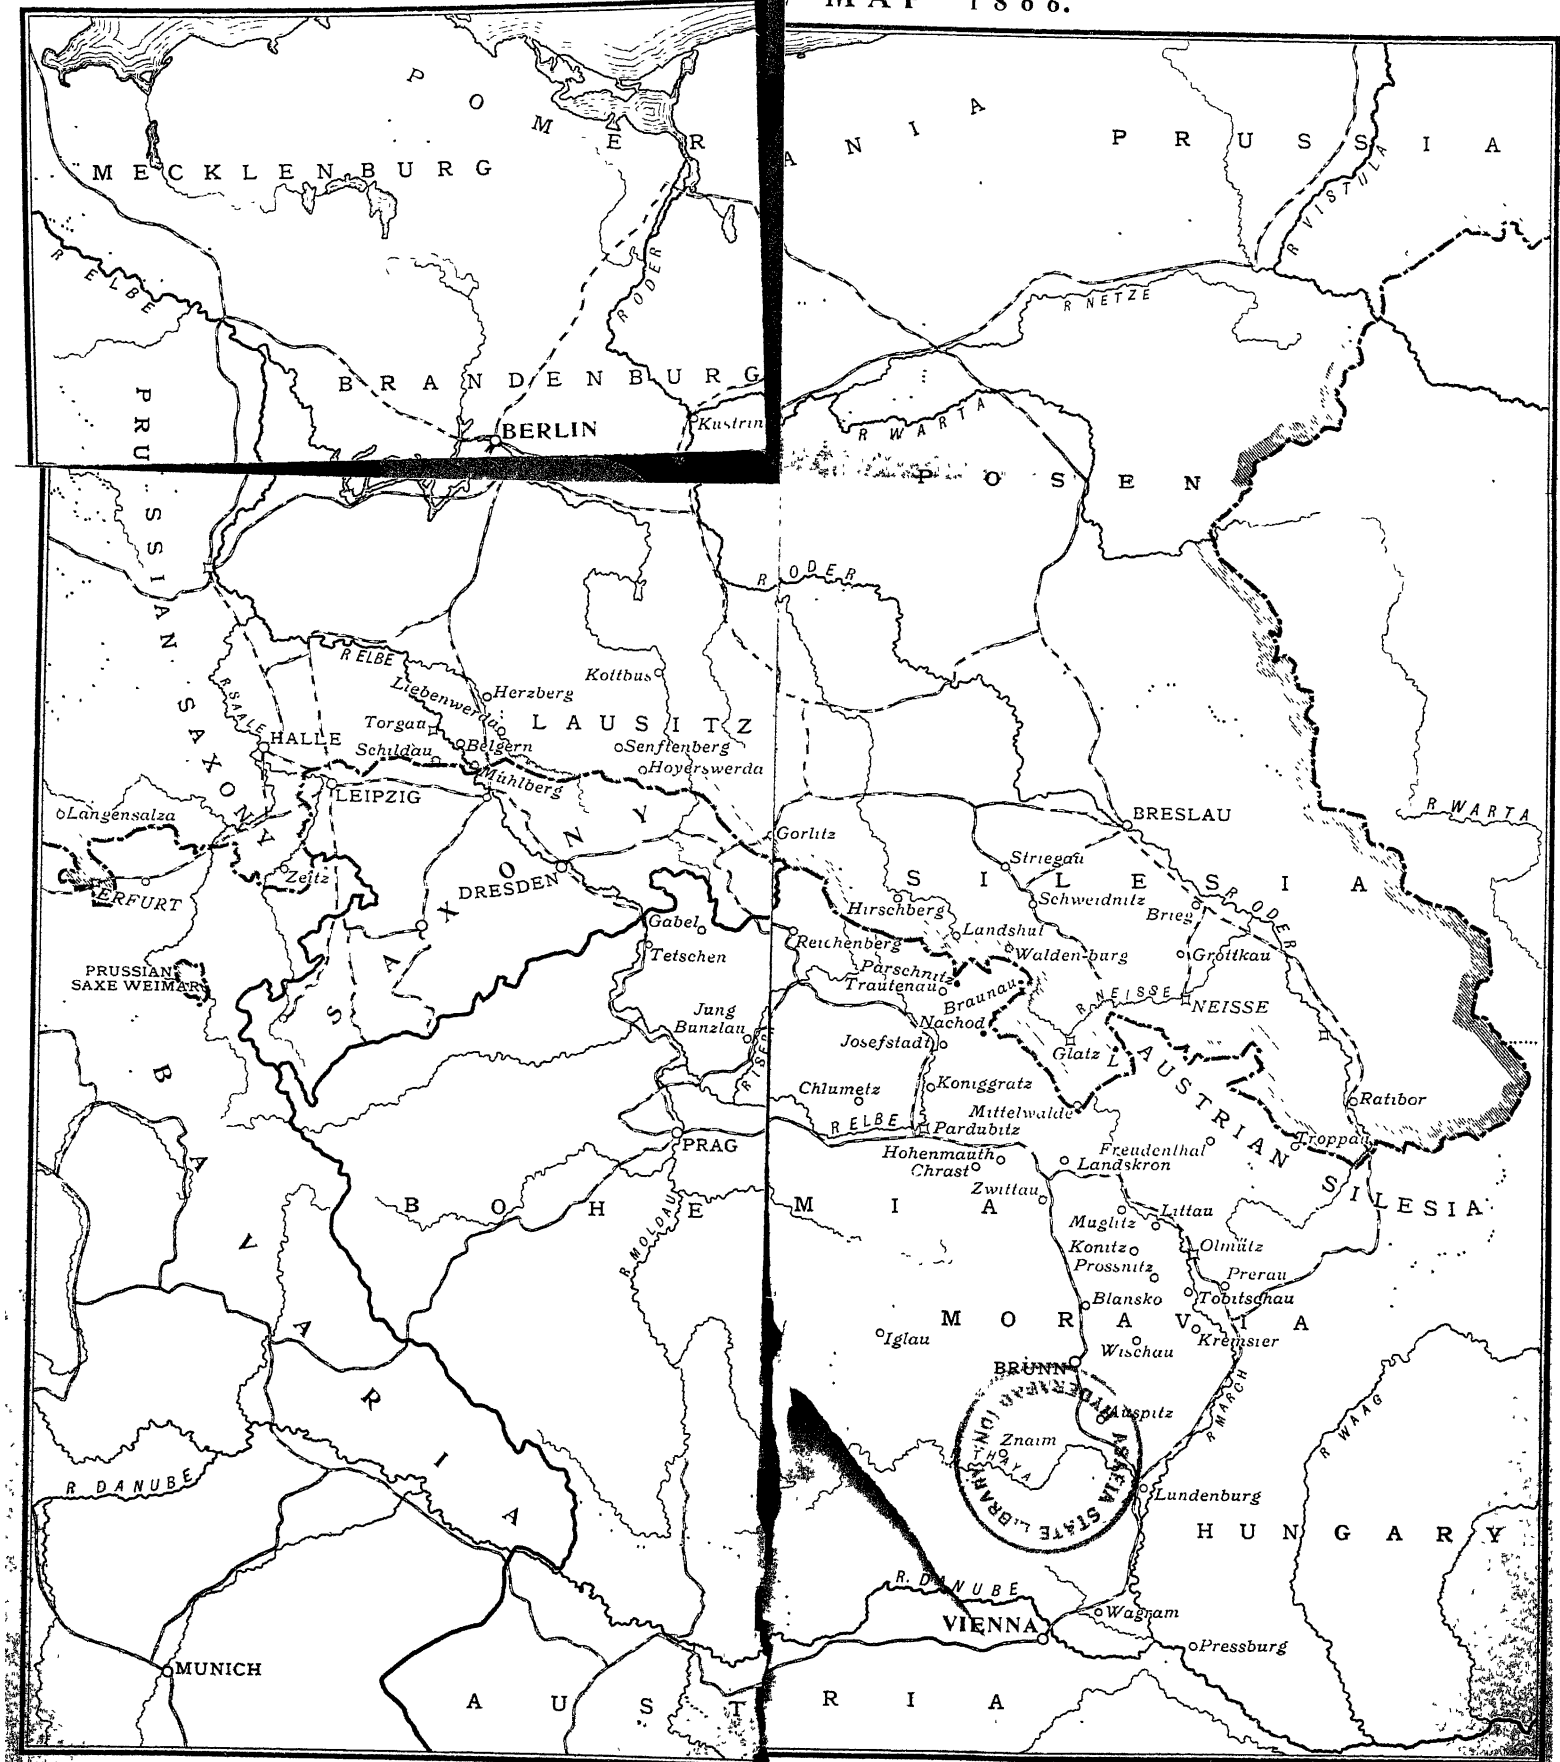 MAP 1866.
POMERANIA
PRUSSIA
MECKLENBURG
R VISTULA
R ELBE
R ODER
R NETZE
BRANDENBURG
BERLIN
Kustrin
R WARTA
POSEN
PRUSSIAN SAXONY
R ODER
R ELBE
R SAALE
Kottbus
Herzberg
Liebenwerda
LAUSITZ
Torgau
HALLE
Schildau
Belgern
Senftenberg
Mühlberg
Hoyerswerda
LEIPZIG
Langensalza
R WARTA
BRESLAU
Gorlitz
Striegau
SAXONY
Zeitz
DRESDEN
ERFURT
SILESIA
Schweidnitz
R ODER
Hirschberg
Brieg
Gabel
Landshut
Reichenberg
Tetschen
Walden-burg
Grottkau
PRUSSIAN
SAXE WEIMAR
Parschnitz
Trautenau
Braunau
R NEISSE
NEISSE
Jung
Bunzlau
Nachod
Josefstadt
Glatz
R ISER
BAVARIA
AUSTRIAN SILESIA
Chlumetz
Koniggratz
Ratibor
Mittelwalde
R ELBE
Pardubitz
PRAG
Troppau
Hohenmauth
Freudenthal
Chrast
Landskron
Zwittau
BOHEMIA
R MOLDAU
Littau
Muglitz
Konitz
Olmütz
Prossnitz
Prerau
Blansko
Tobitschau
MORAVIA
Iglau
Kremsier
Wischau
BRÜNN
Auspitz
R MARCH
R WAAG
Znaim
R THAYA
ASAFIA STATE LIBRARY
R DANUBE
Lundenburg
HUNGARY
R. DANUBE
Wagram
VIENNA
Pressburg
MUNICH
AUSTRIA